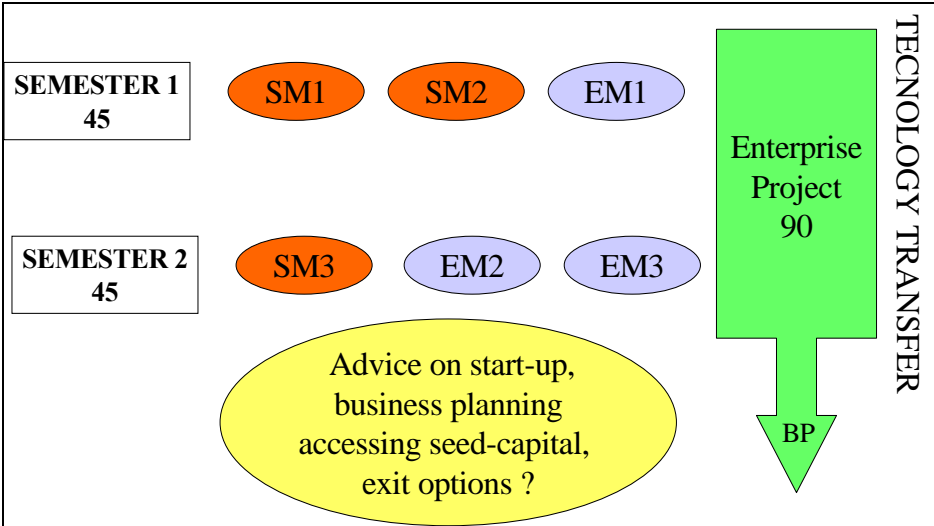 SEMESTER 1
45
SM1
SM2
EM1
Enterprise
Project
90
TECNOLOGY TRANSFER
SEMESTER 2
45
SM3
EM2
EM3
Advice on start-up,
business planning
accessing seed-capital,
exit options ?
BP